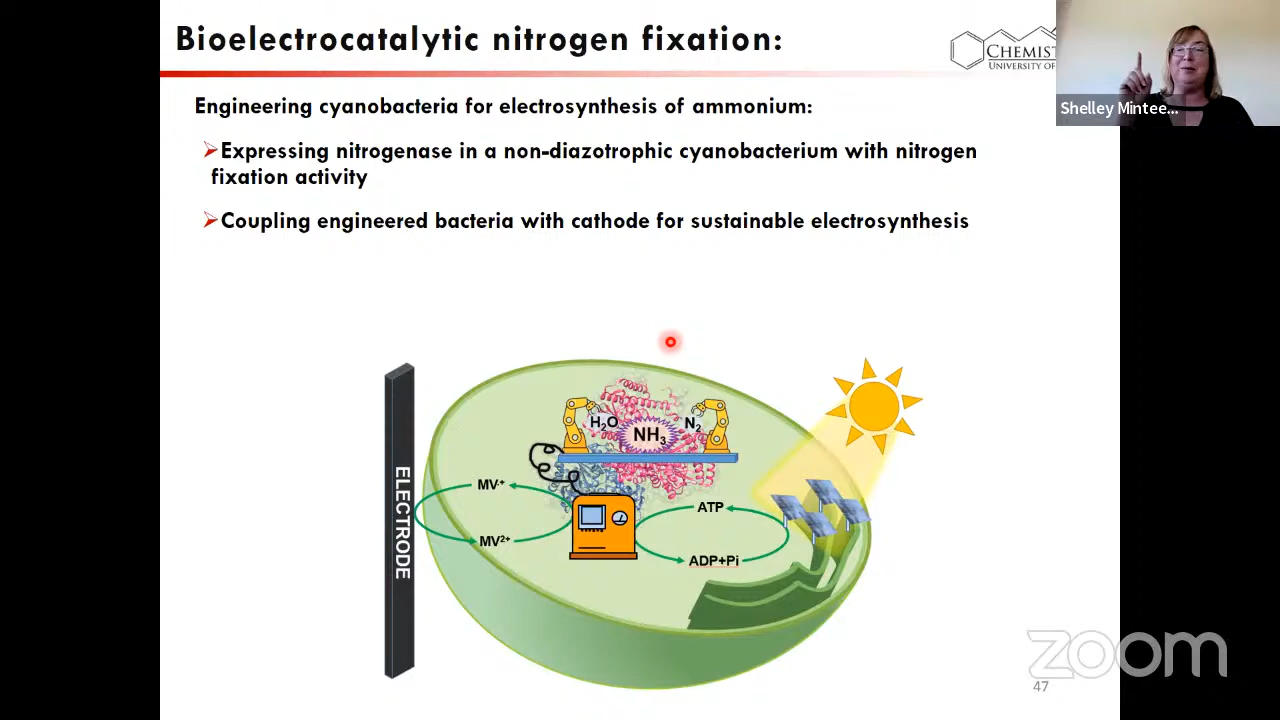 Bioelectrocatalytic nitrogen fixation:
CHEMIST
UNIVERSITY OF
Shelley Mintee...
Engineering cyanobacteria for electrosynthesis of ammonium:
➢Expressing nitrogenase in a non-diazotrophic cyanobacterium with nitrogen
fixation activity
➢Coupling engineered bacteria with cathode for sustainable electrosynthesis
H₂O
NH₃
N₂
ELECTRODE
MV·⁺
MV²⁺
ATP
ADP+Pi
zoom
47